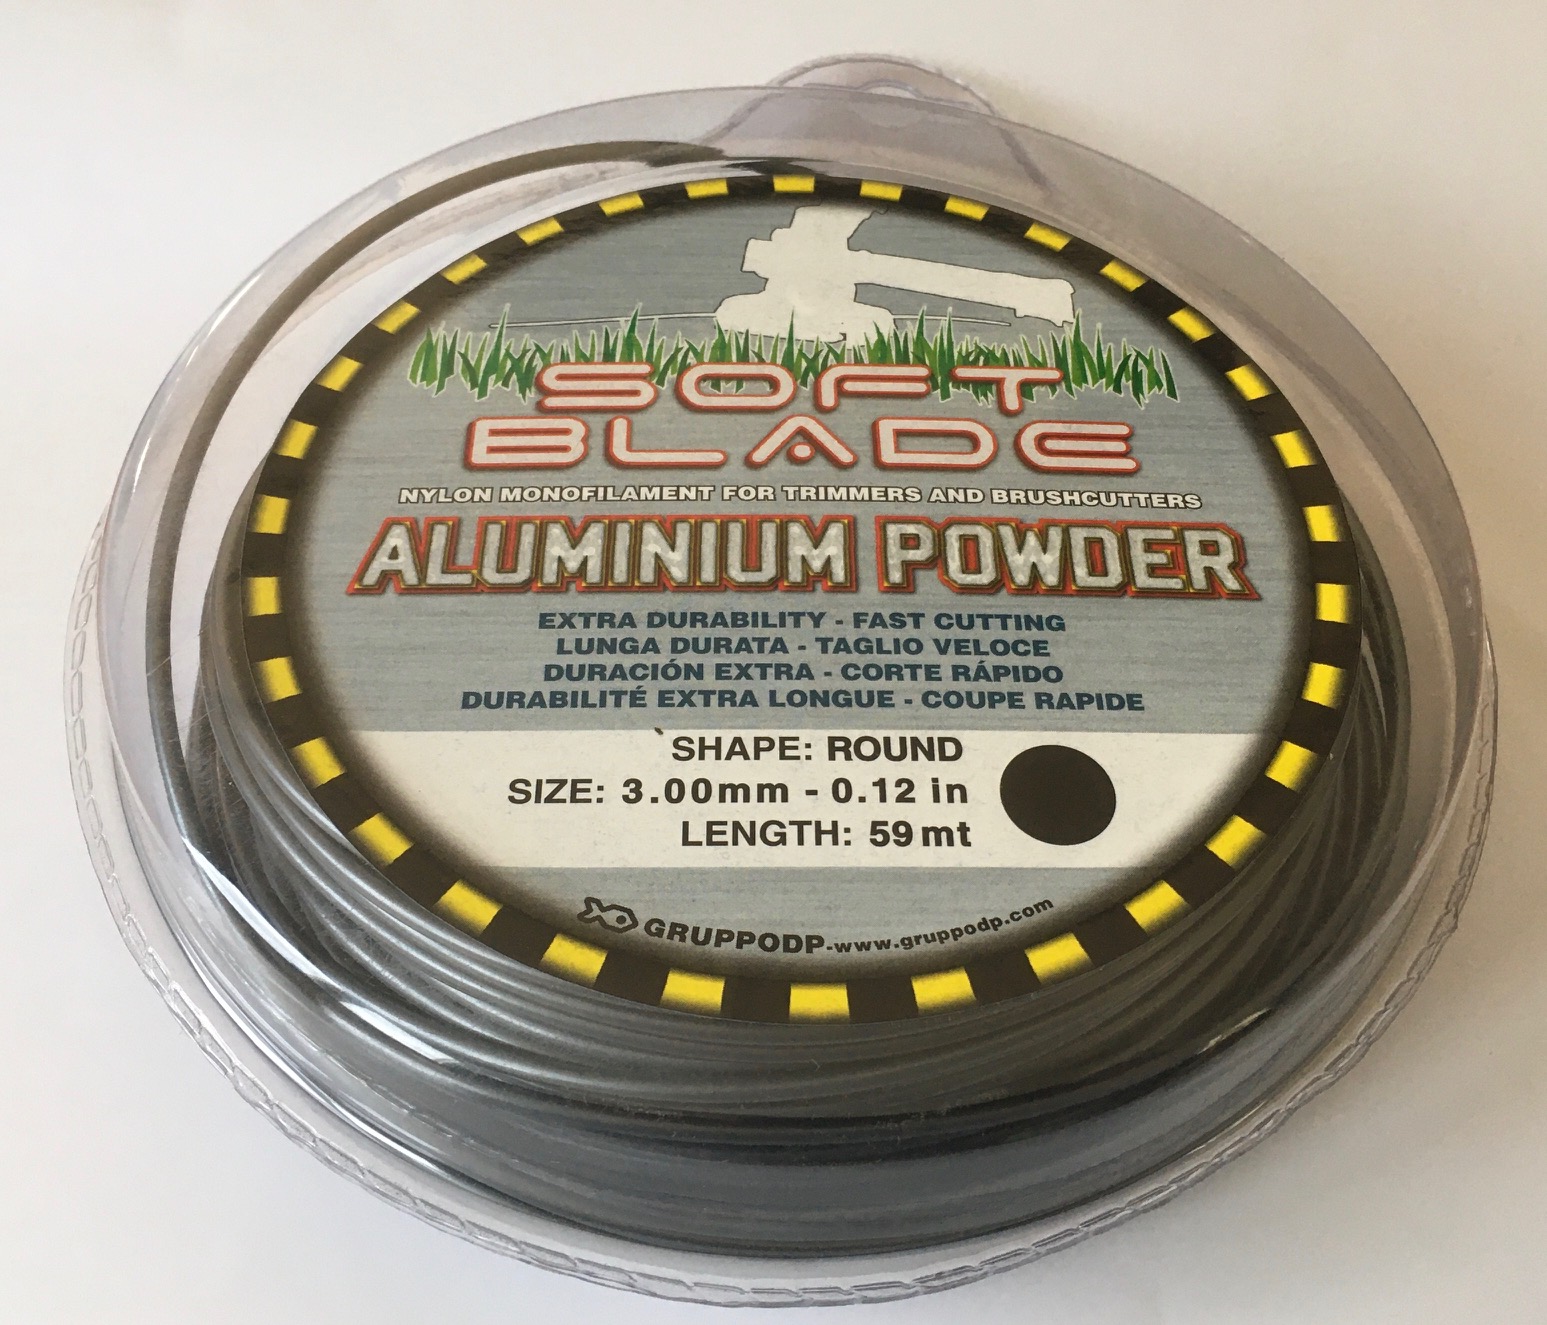 SOFT
BLADE
NYLON MONOFILAMENT FOR TRIMMERS AND BRUSHCUTTERS
ALUMINIUM POWDER
EXTRA DURABILITY - FAST CUTTING
LUNGA DURATA - TAGLIO VELOCE
DURACIÓN EXTRA - CORTE RÁPIDO
DURABILITÉ EXTRA LONGUE - COUPE RAPIDE
SHAPE: ROUND
SIZE: 3.00mm - 0.12 in
LENGTH: 59 mt
GRUPPODP-www.gruppodp.com